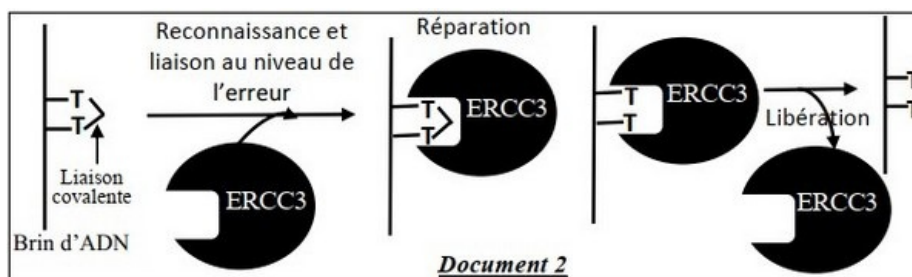 Reconnaissance et
liaison au niveau de
l'erreur
T
T
Liaison
covalente
Brin d'ADN
ERCC3
Réparation
T
T
ERCC3
T
T
ERCC3
Libération
ERCC3
T
T
Document 2